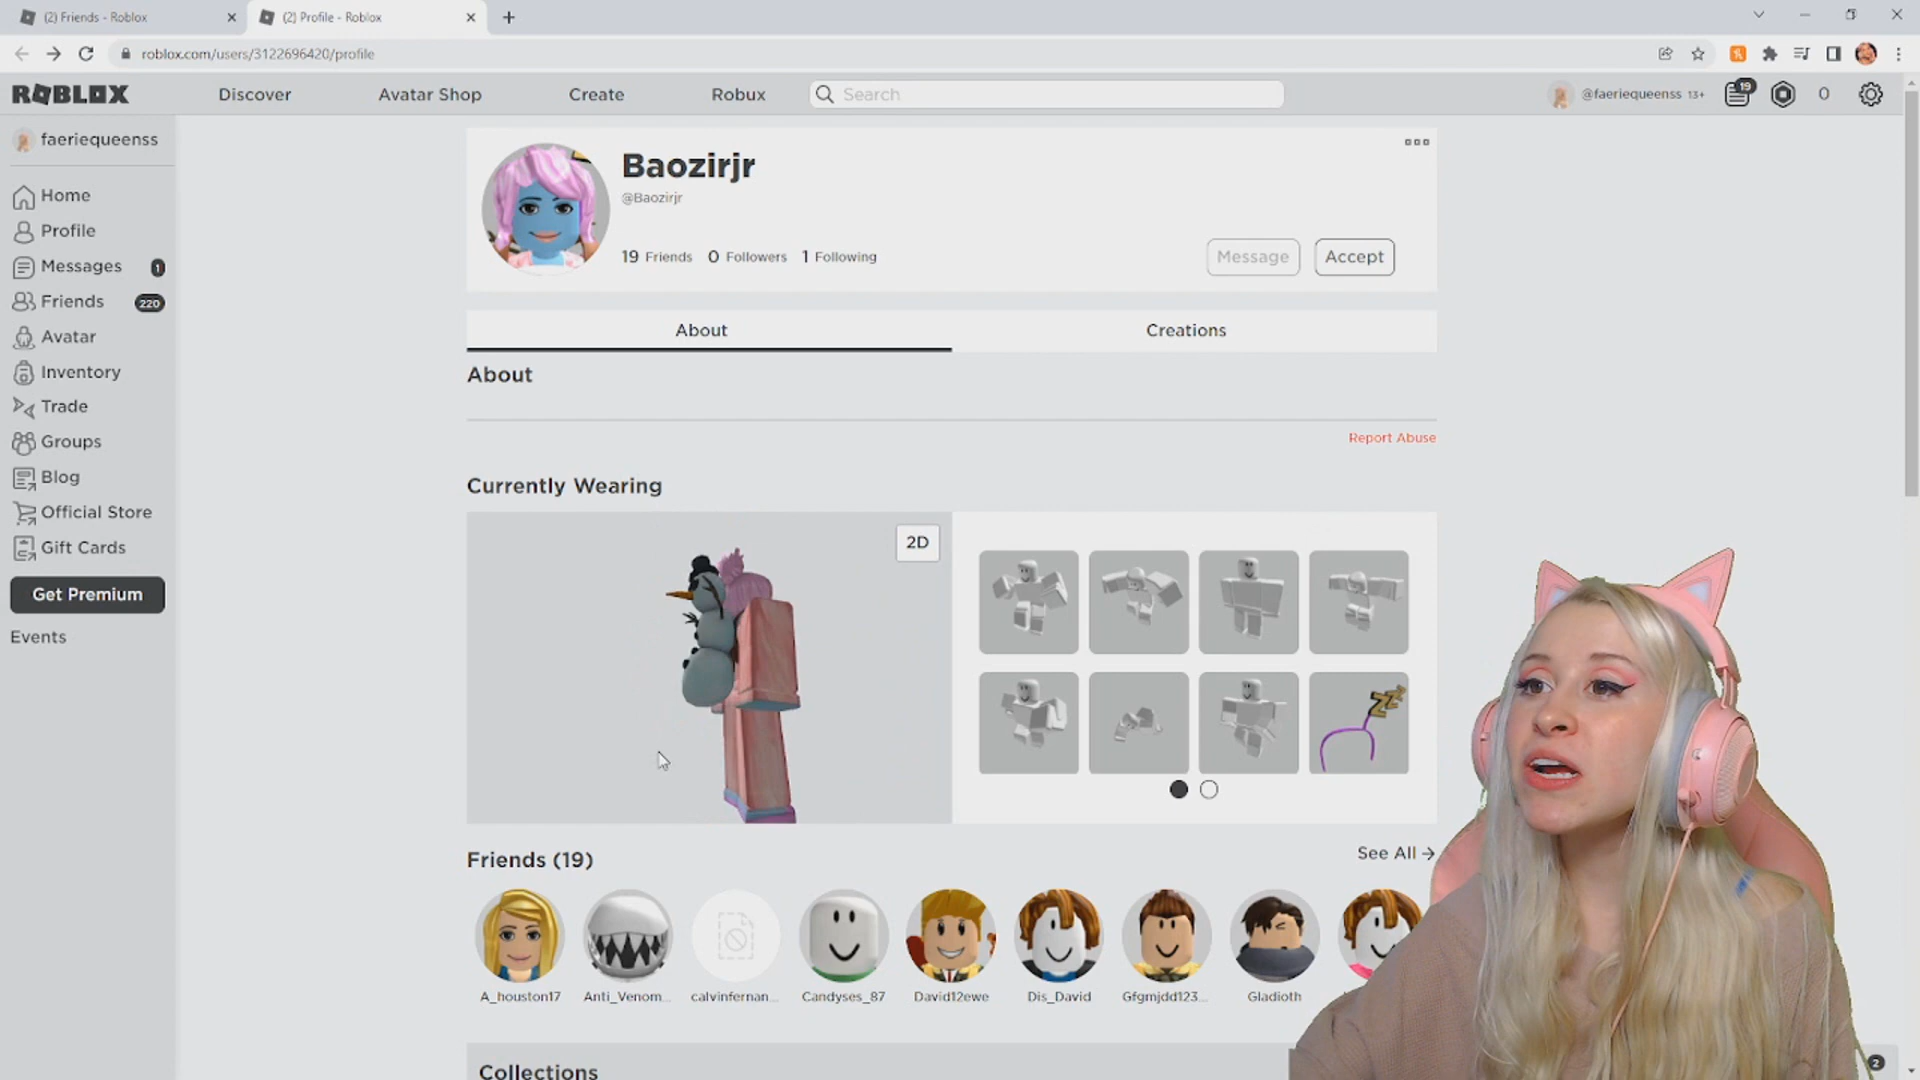 (2) Friends - Roblox
(2) Profile - Roblox
roblox.com/users/3122696420/profile
ROBLOX
Discover
Avatar Shop
Create
Robux
Search
@faeriequeenss 13+
19
0
faeriequeenss
Home
Profile
Messages 1
Friends 220
Avatar
Inventory
Trade
Groups
Blog
Official Store
Gift Cards
Get Premium
Events
Baozirjr
@Baozirjr
19 Friends 0 Followers 1 Following
Message
Accept
About
Creations
About
Report Abuse
Currently Wearing
2D
ZZZ
Friends (19)
See All →
A_houston17
Anti_Venom...
calvinfernan...
Candyses_87
David12ewe
Dis_David
Gfgmjdd123...
Gladioth
Collections
2